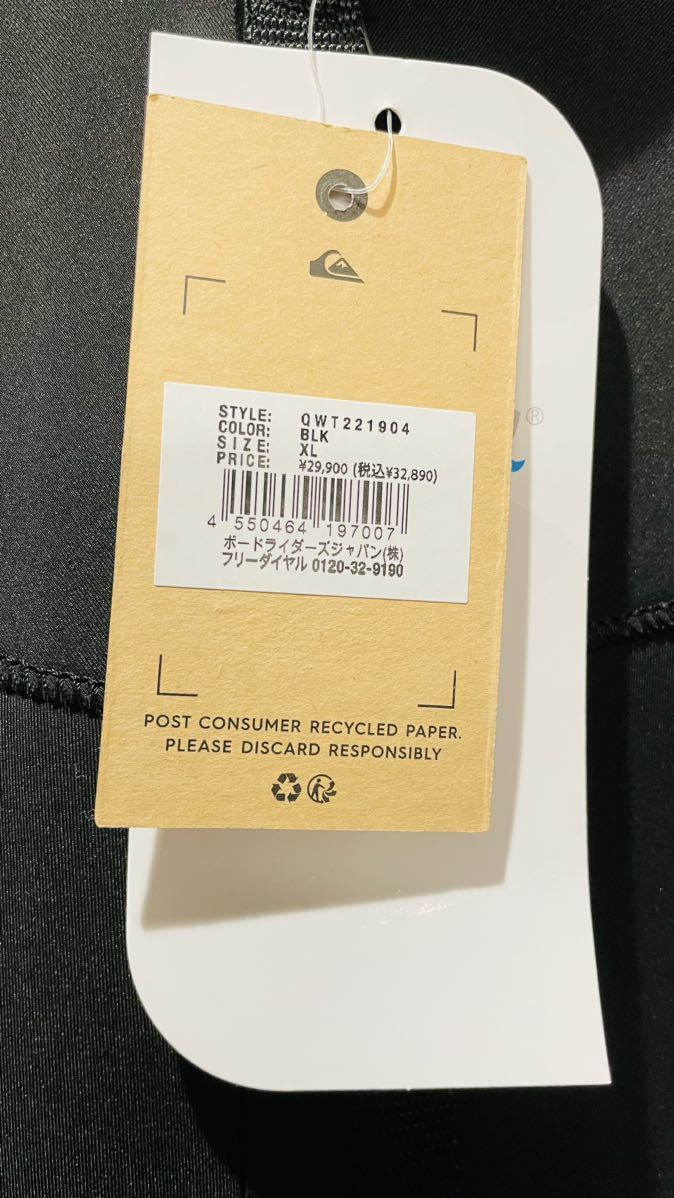 STYLE: QWT221904
COLOR: BLK
SIZE: XL
PRICE: ¥29,900 (税込¥32,890)
4 550464 197007
ボードライダーズジャパン(株)
フリーダイヤル 0120-32-9190
®
POST CONSUMER RECYCLED PAPER.
PLEASE DISCARD RESPONSIBLY